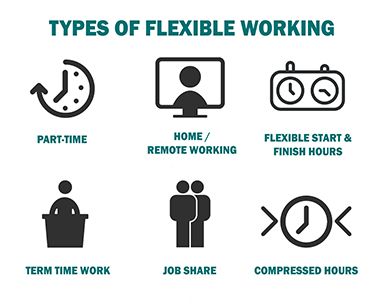 TYPES OF FLEXIBLE WORKING
PART-TIME
HOME /
REMOTE WORKING
FLEXIBLE START &
FINISH HOURS
TERM TIME WORK
JOB SHARE
COMPRESSED HOURS